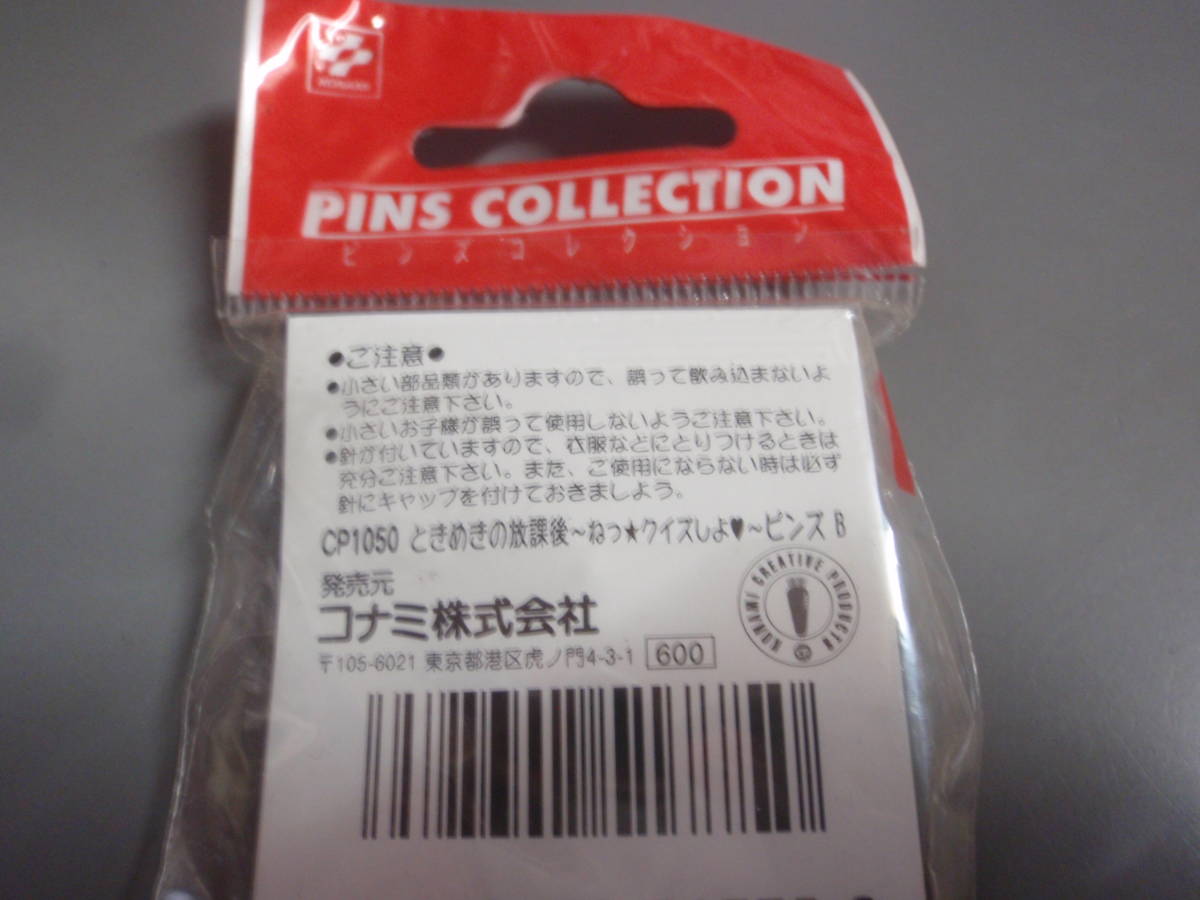 KONAMI
PINS COLLECTION
ピンズコレクション
●ご注意●
●小さい部品類がありますので、誤って飲み込まないよ
うにご注意下さい。
●小さいお子様が誤って使用しないようご注意下さい。
●針が付いていますので、衣服などにとりつけるときは
充分ご注意下さい。また、ご使用にならない時は必ず
針にキャップを付けておきましよう。
CP1050 ときめきの放課後〜ねっ★クイズしよ♥〜ピンズ B
発売元
コナミ株式会社
〒105-6021 東京都港区虎ノ門4-3-1 600
KONAMI CREATIVE PRODUCTS